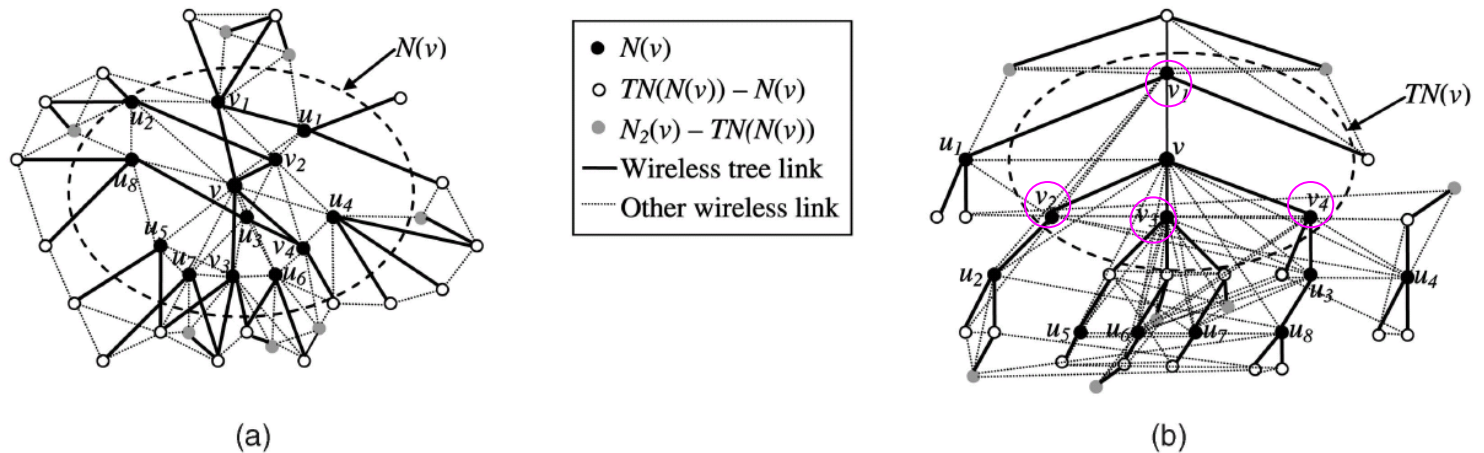 N(v)
v1
u1
u2
v2
u8
v
u4
u3
u5
v4
u7
v3
u6
(a)
N(v)
TN(N(v)) – N(v)
N2(v) – TN(N(v))
Wireless tree link
Other wireless link
v1
TN(v)
u1
v
v2
v3
v4
u2
u3
u4
u5
u6
u7
u8
(b)